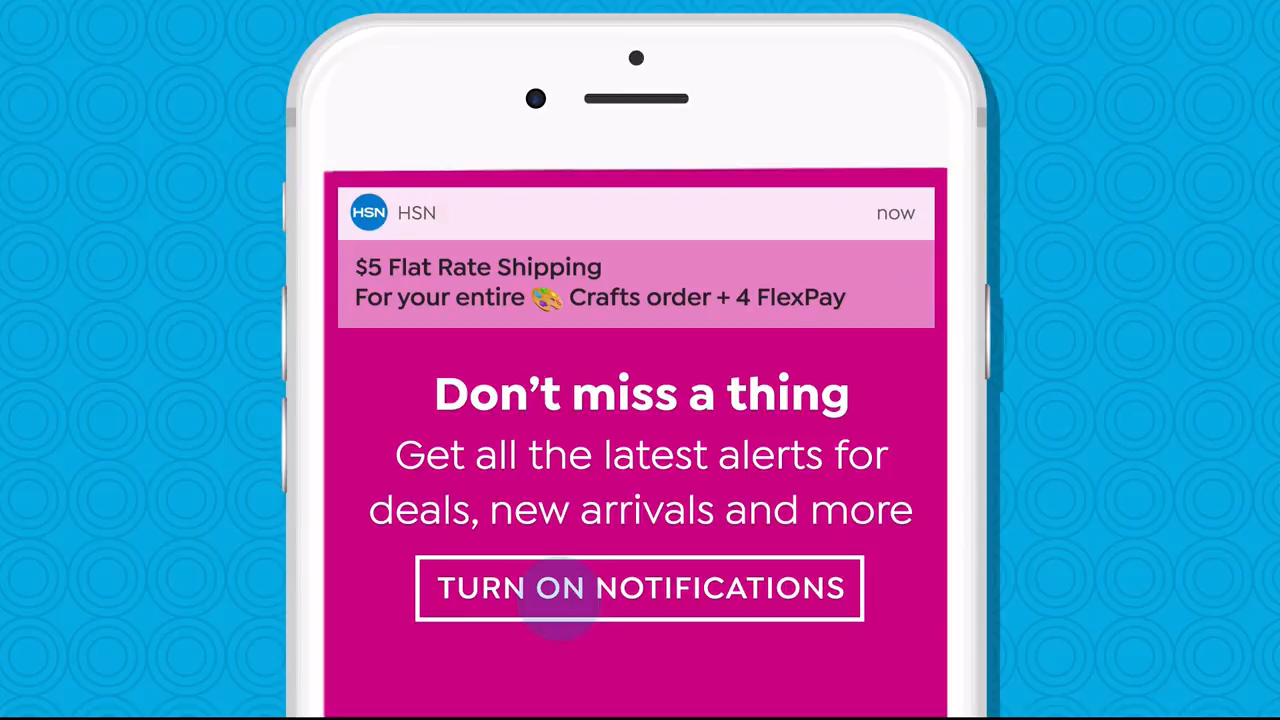 HSN HSN now
$5 Flat Rate Shipping
For your entire 🎨 Crafts order + 4 FlexPay
Don't miss a thing
Get all the latest alerts for
deals, new arrivals and more
TURN ON NOTIFICATIONS